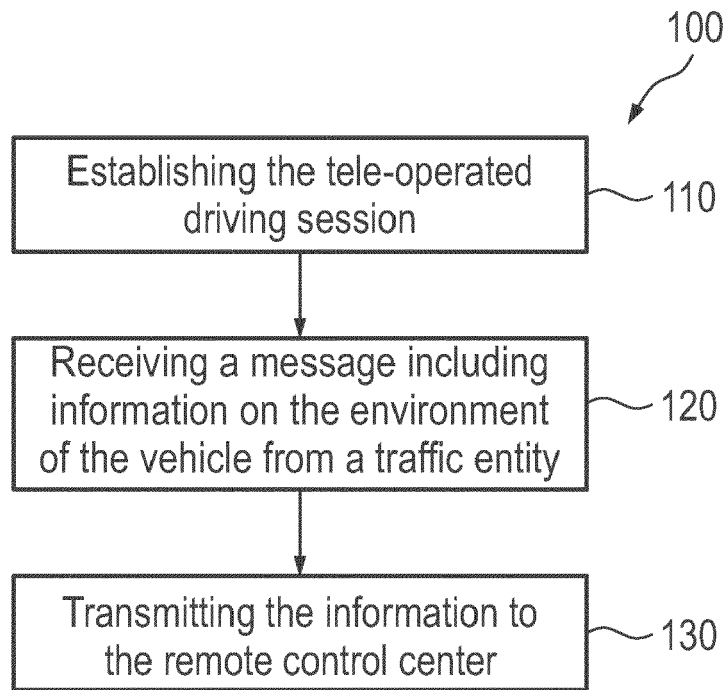 100
Establishing the tele-operated
driving session
110
Receiving a message including
information on the environment
of the vehicle from a traffic entity
120
Transmitting the information to
the remote control center
130